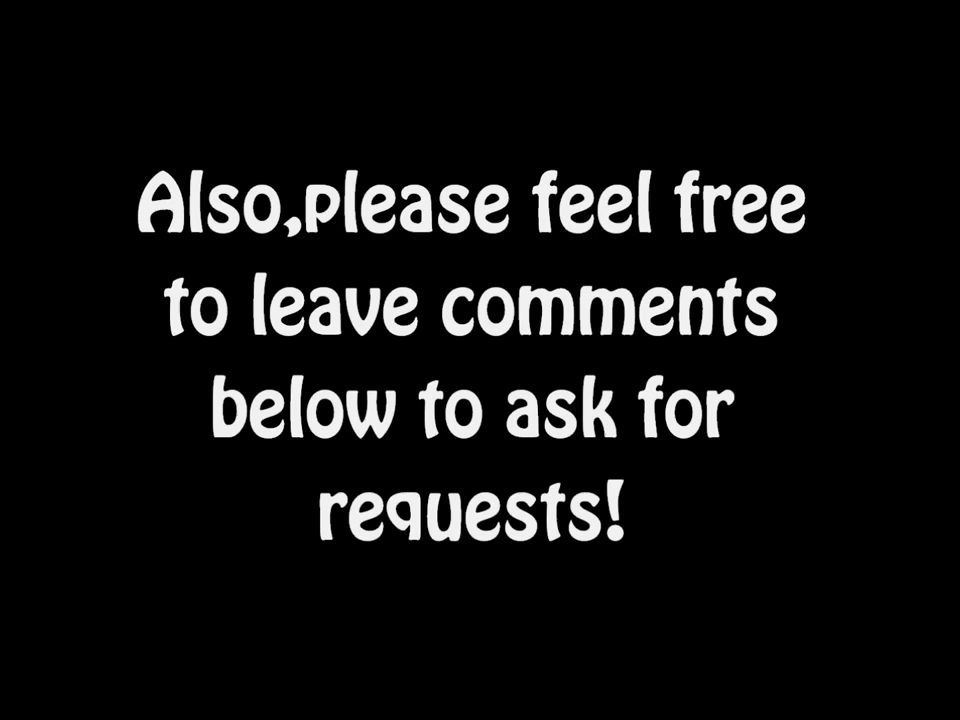 Also,please feel free
to leave comments
below to ask for
requests!